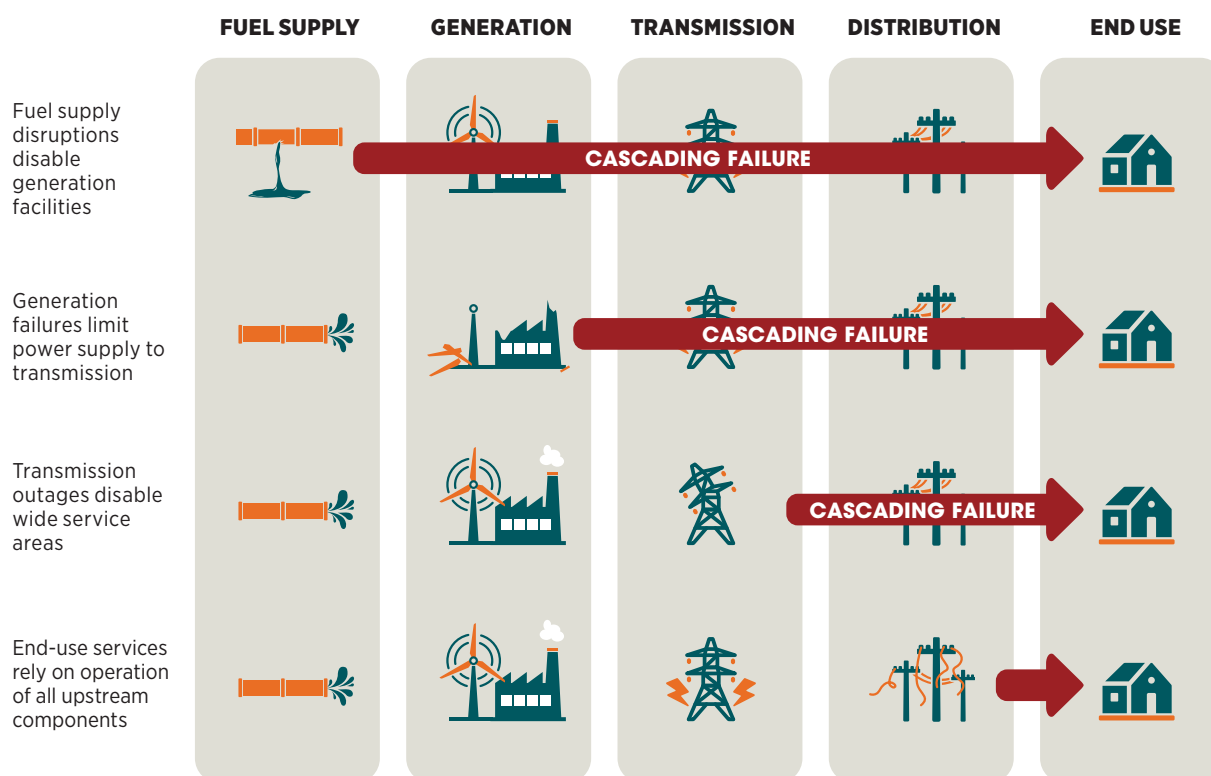 FUEL SUPPLY GENERATION TRANSMISSION DISTRIBUTION END USE
Fuel supply
disruptions
disable
generation
facilities
CASCADING FAILURE
Generation
failures limit
power supply to
transmission
CASCADING FAILURE
Transmission
outages disable
wide service
areas
CASCADING FAILURE
End-use services
rely on operation
of all upstream
components